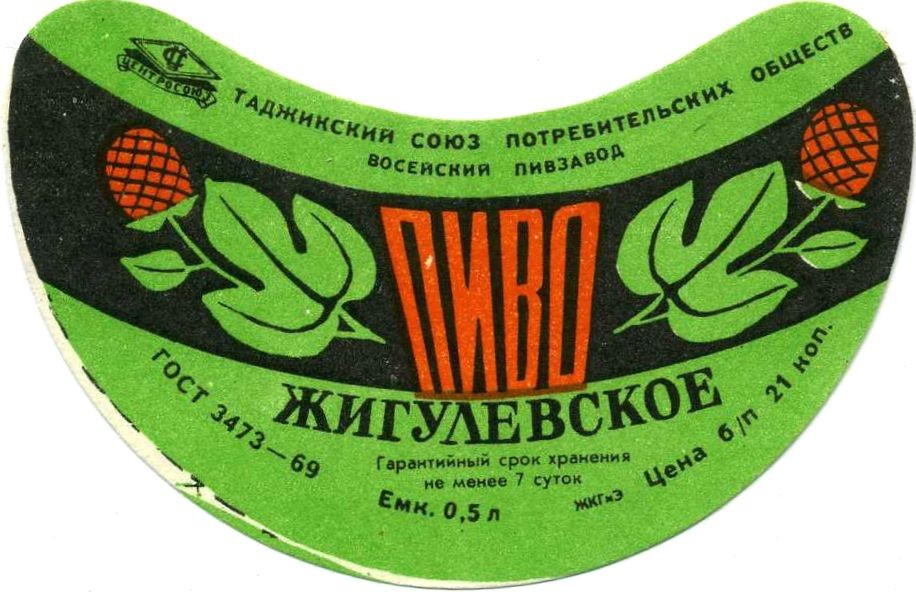 ЦЕНТРОСОЮЗ
ТАДЖИКСКИЙ СОЮЗ ПОТРЕБИТЕЛЬСКИХ ОБЩЕСТВ
ВОСЕЙСКИЙ ПИВЗАВОД
ПИВО
ЖИГУЛЕВСКОЕ
ГОСТ 3473—69
Гарантийный срок хранения
не менее 7 суток
Емк. 0,5 л
ЖКГиЭ
Цена б/п 21 коп.